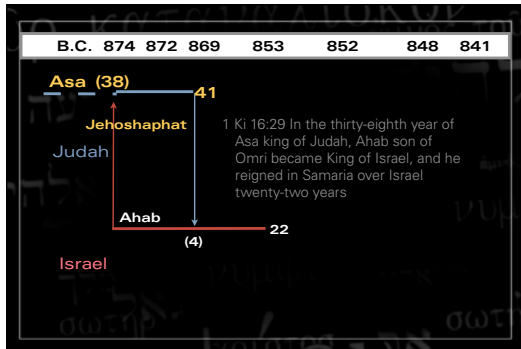 B.C. 874 872 869 853 852 848 841
Asa (38)
41
Jehoshaphat
Judah
1 Ki 16:29 In the thirty-eighth year of
Asa king of Judah, Ahab son of
Omri became King of Israel, and he
reigned in Samaria over Israel
twenty-two years
Ahab
22
(4)
Israel